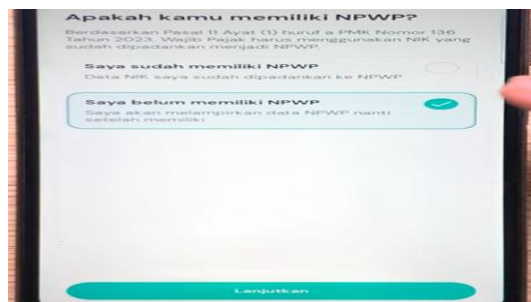 Apakah kamu memiliki NPWP?
Berdasarkan Pasal 11 Ayat (1) huruf a PMK Nomor 136
Tahun 2023. Wajib Pajak harus menggunakan NIK yang
sudah dipadankan menjadi NPWP.
Saya sudah memiliki NPWP
Data NIK saya sudah dipadankan ke NPWP
Saya belum memiliki NPWP
Saya akan melampirkan data NPWP nanti
setelah memiliki
Lanjutkan